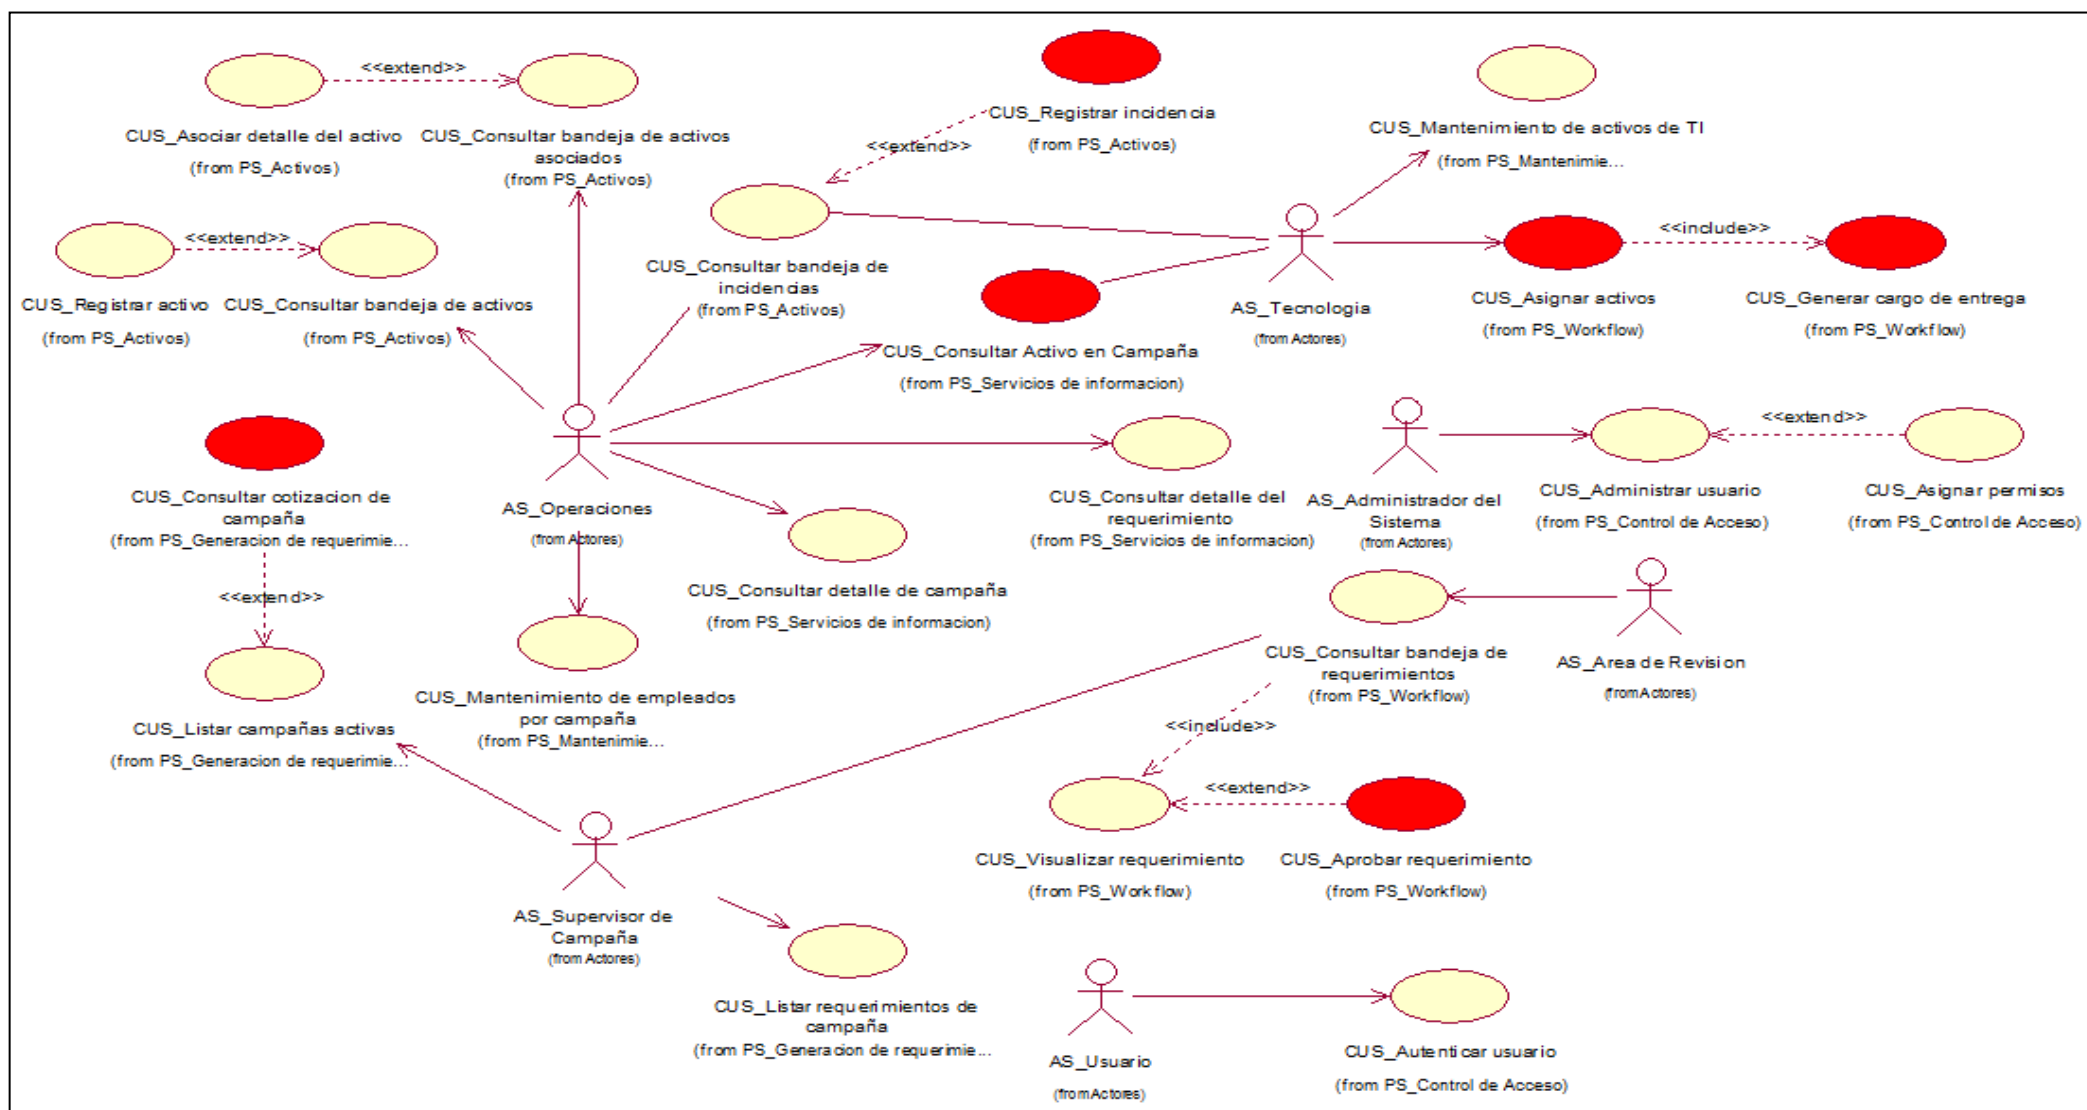 <<extend>>
CUS_Asociar detalle del activo
(from PS_Activos)
CUS_Consultar bandeja de activos
asociados
(from PS_Activos)
<<extend>>
CUS_Registrar activo
(from PS_Activos)
CUS_Consultar bandeja de activos
(from PS_Activos)
CUS_Registrar incidencia
(from PS_Activos)
<<extend>>
CUS_Consultar bandeja de
incidencias
(from PS_Activos)
CUS_Mantenimiento de activos de TI
(from PS_Mantenimie...
AS_Tecnologia
(from Actores)
<<include>>
CUS_Asignar activos
(from PS_Workflow)
CUS_Generar cargo de entrega
(from PS_Workflow)
CUS_Consultar Activo en Campaña
(from PS_Servicios de informacion)
AS_Operaciones
(from Actores)
CUS_Consultar cotizacion de
campaña
(from PS_Generacion de requerimie...
<<extend>>
CUS_Listar campañas activas
(from PS_Generacion de requerimie...
CUS_Consultar detalle del
requerimiento
(from PS_Servicios de informacion)
CUS_Consultar detalle de campaña
(from PS_Servicios de informacion)
CUS_Mantenimiento de empleados
por campaña
(from PS_Mantenimie...
AS_Administrador del
Sistema
(from Actores)
<<extend>>
CUS_Administrar usuario
(from PS_Control de Acceso)
CUS_Asignar permisos
(from PS_Control de Acceso)
CUS_Consultar bandeja de
requerimientos
(from PS_Workflow)
AS_Area de Revision
(from Actores)
<<include>>
<<extend>>
CUS_Visualizar requerimiento
(from PS_Workflow)
CUS_Aprobar requerimiento
(from PS_Workflow)
AS_Supervisor de
Campaña
(from Actores)
CUS_Listar requerimientos de
campaña
(from PS_Generacion de requerimie...
AS_Usuario
(from Actores)
CUS_Autenticar usuario
(from PS_Control de Acceso)